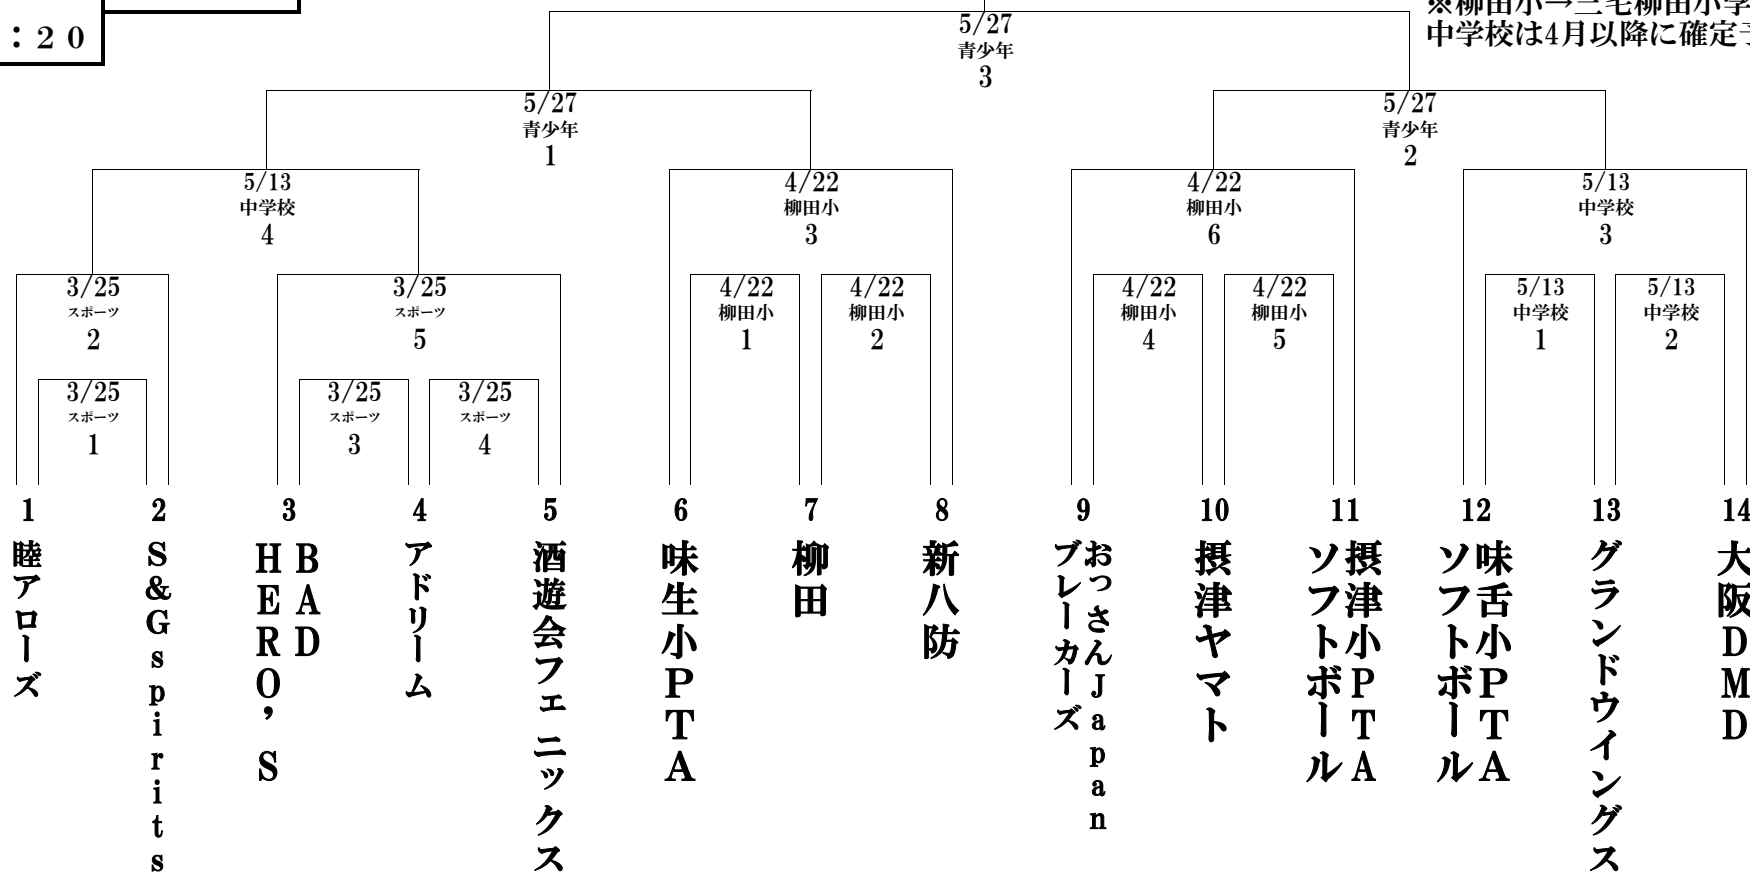 ：２０
※柳田小→三宅柳田小学
中学校は4月以降に確定
5/27
青少年
3
5/27
青少年
1
5/27
青少年
2
5/13
中学校
4
4/22
柳田小
3
4/22
柳田小
6
5/13
中学校
3
3/25
スポーツ
2
3/25
スポーツ
5
4/22
柳田小
1
4/22
柳田小
2
4/22
柳田小
4
4/22
柳田小
5
5/13
中学校
1
5/13
中学校
2
3/25
スポーツ
1
3/25
スポーツ
3
3/25
スポーツ
4
1
睦アローズ
2
Ｓ＆Ｇｓｐｉｒｉｔｓ
3
ＢＡＤ
ＨＥＲＯ’Ｓ
4
アドリーム
5
酒遊会フェニックス
6
味生小ＰＴＡ
7
柳田
8
新八防
9
おっさんＪａｐａｎ
ブレーカーズ
10
摂津ヤマト
11
摂津小ＰＴＡ
ソフトボール
12
味舌小ＰＴＡ
ソフトボール
13
グランドウイングス
14
大阪ＤＭＤ